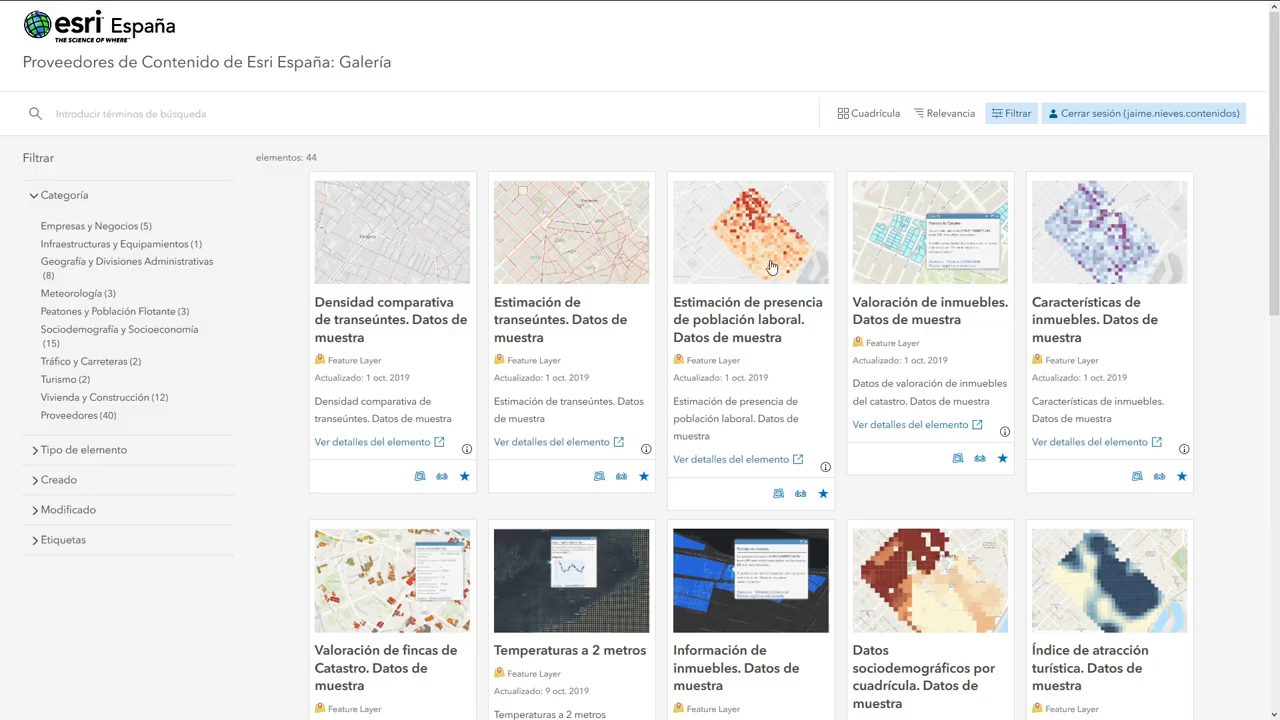 esri España
THE SCIENCE OF WHERE™
Proveedores de Contenido de Esri España: Galería
Introducir términos de búsqueda
Cuadrícula
Relevancia
Filtrar
Cerrar sesión (jaime.nieves.contenidos)
Filtrar
Categoría
Empresas y Negocios (5)
Infraestructuras y Equipamientos (1)
Geografía y Divisiones Administrativas
(8)
Meteorología (3)
Peatones y Población Flotante (3)
Sociodemografía y Socioeconomía
(15)
Tráfico y Carreteras (2)
Turismo (2)
Vivienda y Construcción (12)
Proveedores (40)
Tipo de elemento
Creado
Modificado
Etiquetas
elementos: 44
Densidad comparativa
de transeúntes. Datos de
muestra
Feature Layer
Actualizado: 1 oct. 2019
Densidad comparativa de
transeúntes. Datos de muestra
Ver detalles del elemento
Estimación de
transeúntes. Datos de
muestra
Feature Layer
Actualizado: 1 oct. 2019
Estimación de transeúntes. Datos
de muestra
Ver detalles del elemento
Estimación de presencia
de población laboral.
Datos de muestra
Feature Layer
Actualizado: 1 oct. 2019
Estimación de presencia de
población laboral. Datos de
muestra
Ver detalles del elemento
Valoración de inmuebles.
Datos de muestra
Feature Layer
Actualizado: 1 oct. 2019
Datos de valoración de inmuebles
del catastro. Datos de muestra
Ver detalles del elemento
Características de
inmuebles. Datos de
muestra
Feature Layer
Actualizado: 1 oct. 2019
Características de inmuebles.
Datos de muestra
Ver detalles del elemento
Valoración de fincas de
Catastro. Datos de
muestra
Feature Layer
Temperaturas a 2 metros
Feature Layer
Actualizado: 9 oct. 2019
Temperaturas a 2 metros
Información de
inmuebles. Datos de
muestra
Feature Layer
Datos
sociodemográficos por
cuadrícula. Datos de
muestra
Índice de atracción
turística. Datos de
muestra
Feature Layer